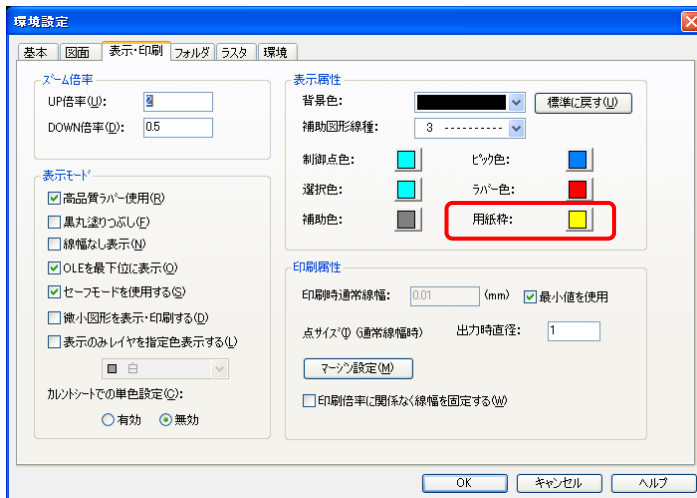 環境設定
基本 図面 表示・印刷 フォルダ ラスタ 環境
ズーム倍率
UP倍率(U): 2
DOWN倍率(D): 0.5
表示モード
高品質ラバー使用(R)
黒丸塗りつぶし(F)
線幅なし表示(N)
OLEを最下位に表示(O)
セーフモードを使用する(S)
微小図形を表示・印刷する(D)
表示のみレイヤを指定色表示する(L)
白
カレントシートでの単色設定(C):
有効 無効
表示属性
背景色: 標準に戻す(U)
補助図形線種: 3 ----------
制御点色: ピック色:
選択色: ラバー色:
補助色: 用紙枠:
印刷属性
印刷時通常線幅: 0.01 (mm) 最小値を使用
点サイズ(I) (通常線幅時) 出力時直径: 1
マージン設定(M)
印刷倍率に関係なく線幅を固定する(W)
OK キャンセル ヘルプ